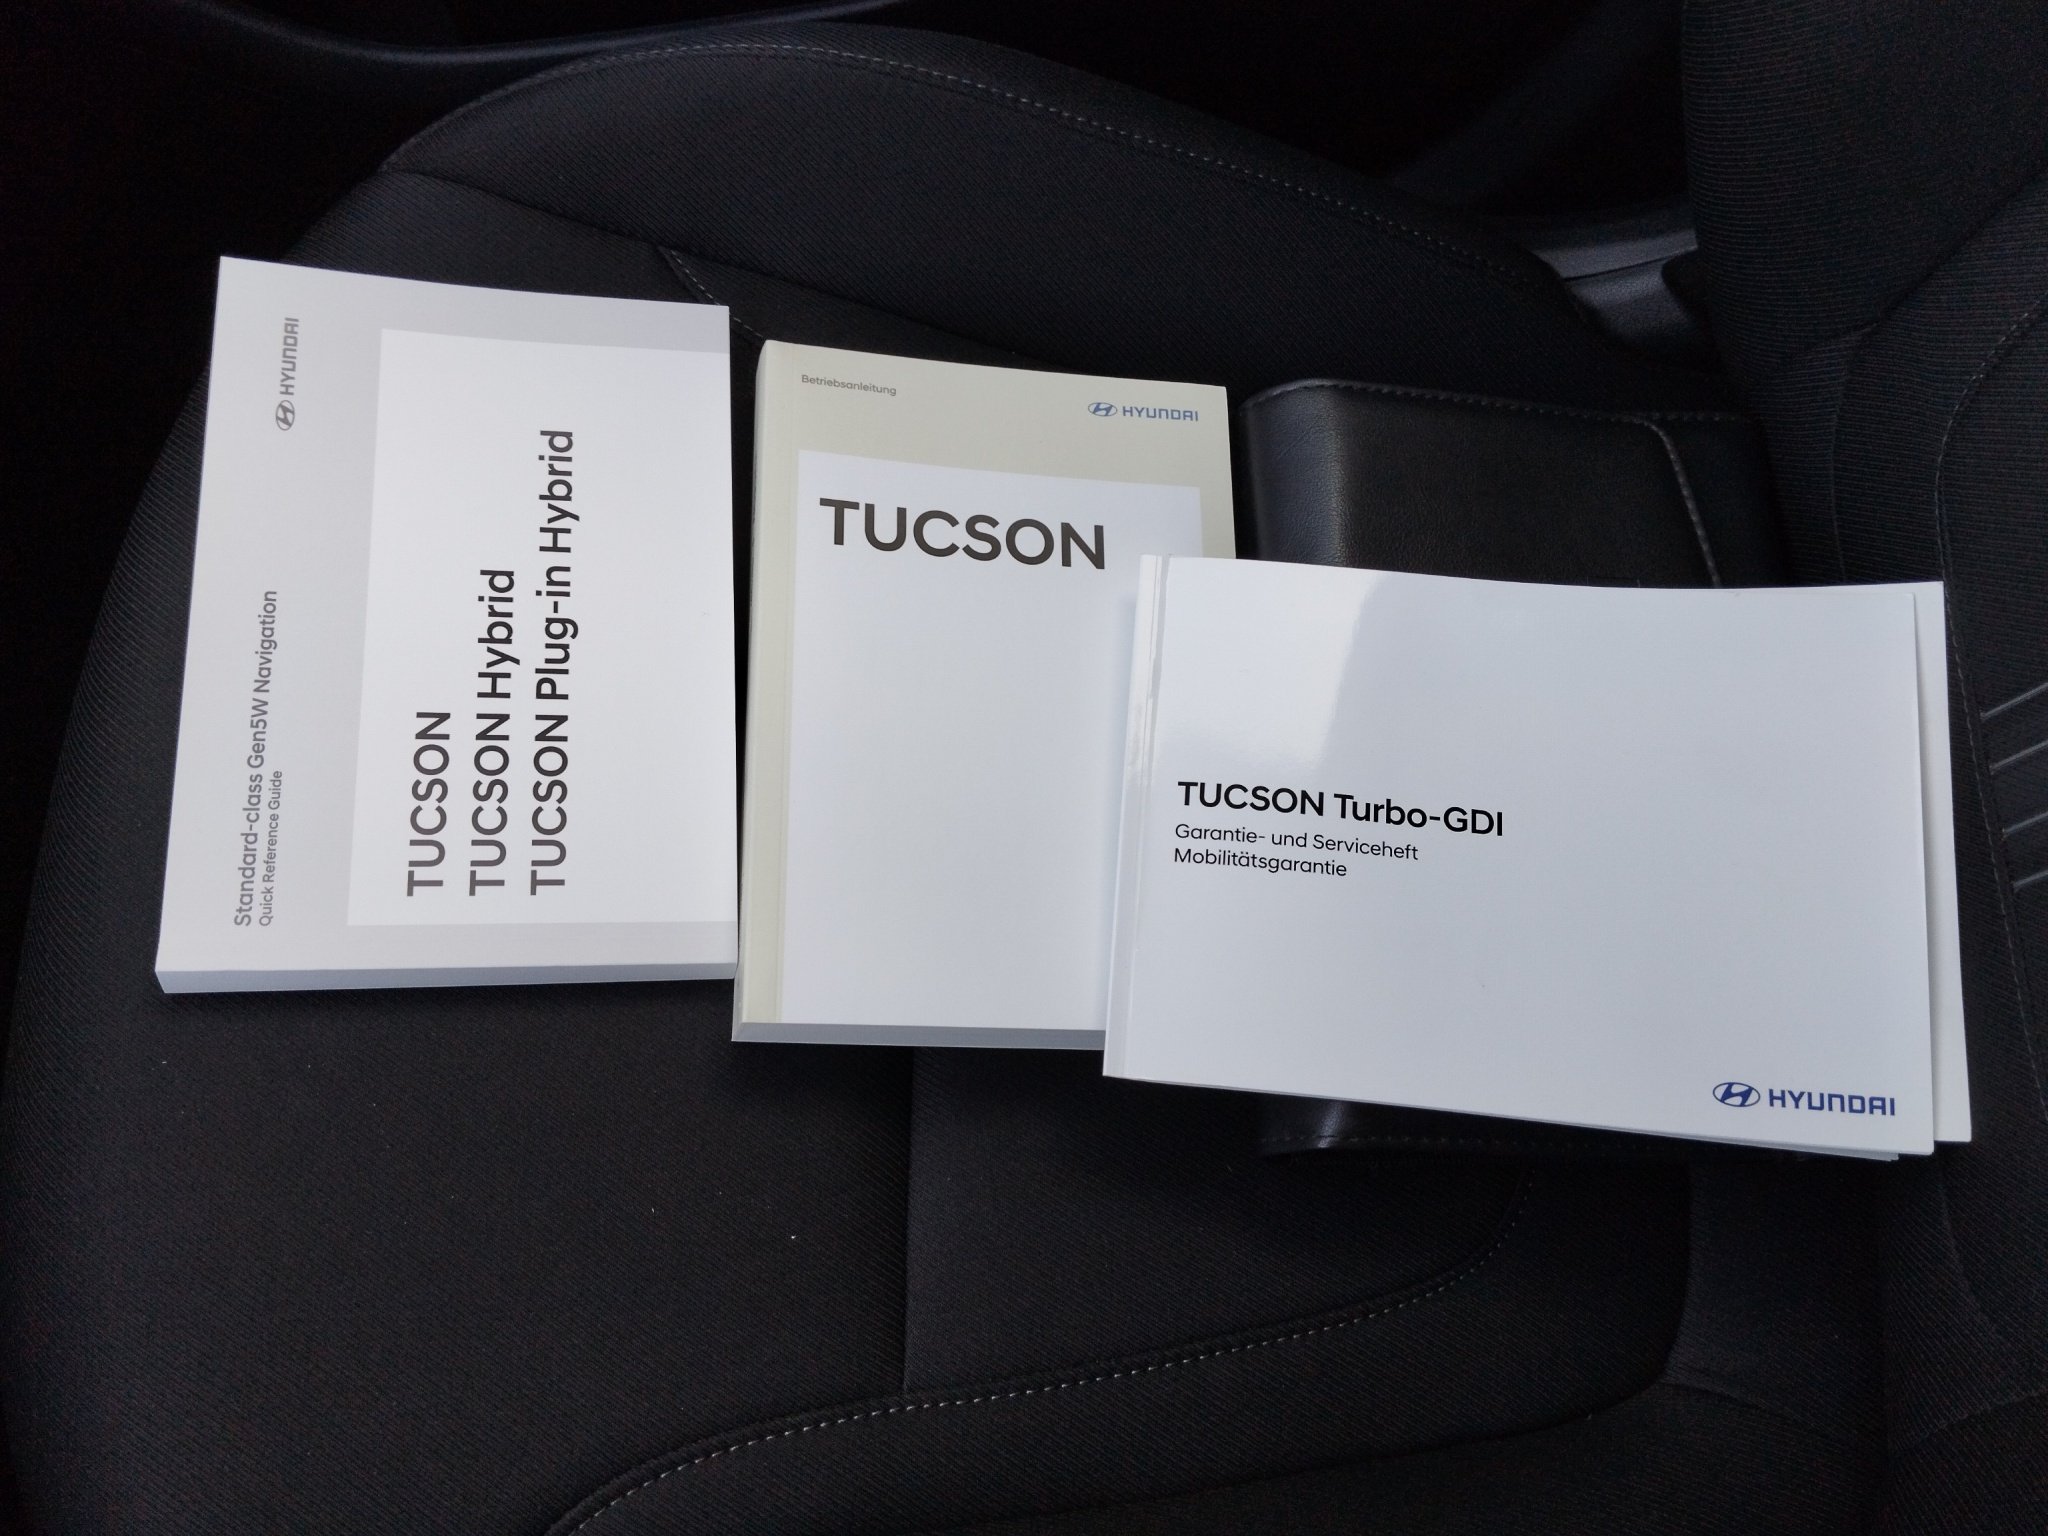 HYUNDAI
Standard-class Gen5W Navigation
Quick Reference Guide
TUCSON
TUCSON Hybrid
TUCSON Plug-in Hybrid
Betriebsanleitung
HYUNDAI
TUCSON
TUCSON Turbo-GDI
Garantie- und Serviceheft
Mobilitätsgarantie
HYUNDAI